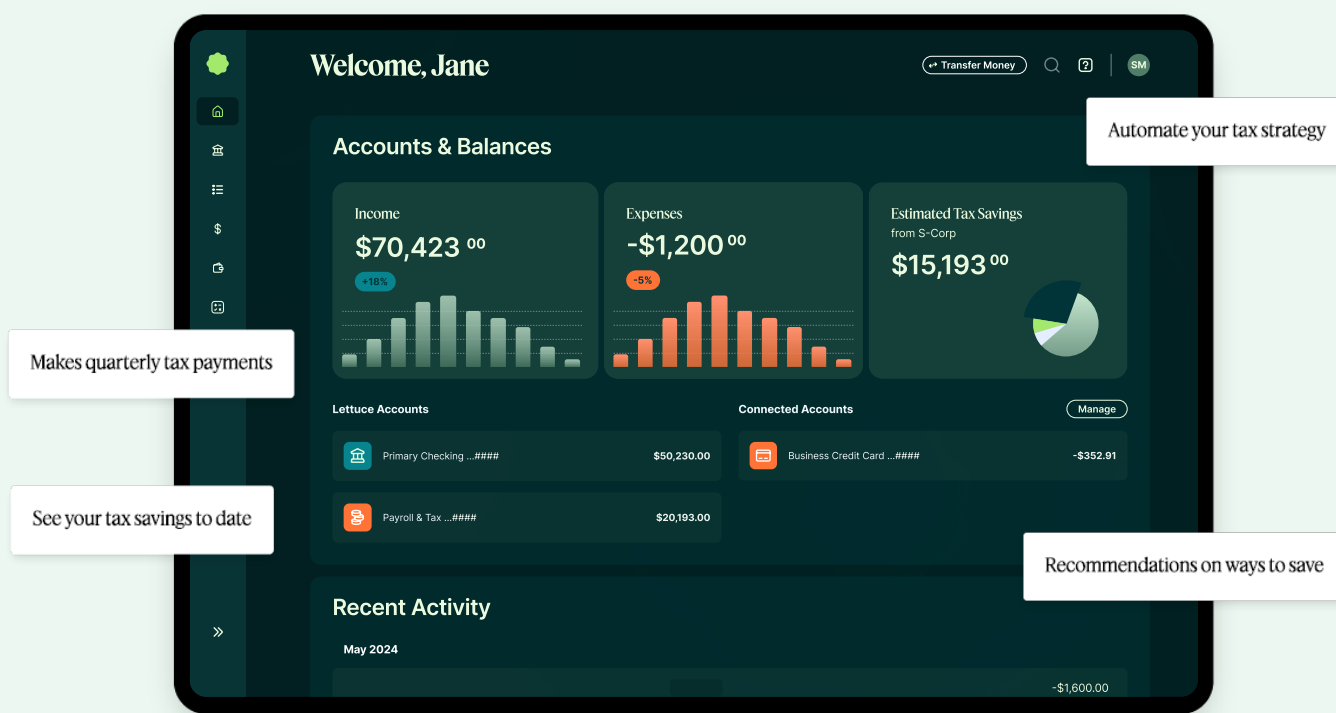 Welcome, Jane
Transfer Money
SM
Automate your tax strategy
Accounts & Balances
Income
$70,423 00
+18%
Expenses
-$1,200 00
-5%
Estimated Tax Savings
from S-Corp
$15,193 00
Makes quarterly tax payments
Lettuce Accounts
Primary Checking ...####
$50,230.00
Payroll & Tax ...####
$20,193.00
Connected Accounts
Manage
Business Credit Card ...####
-$352.91
See your tax savings to date
Recommendations on ways to save
Recent Activity
May 2024
-$1,600.00